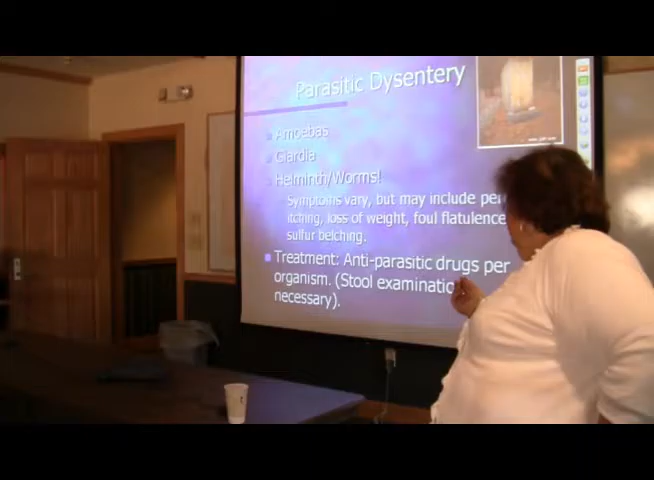 Parasitic Dysentery
Amoebas
Giardia
Helminth/Worms!
Symptoms vary, but may include
itching, loss of weight, foul flatulence
sulfur belching.
Treatment: Anti-parasitic drugs per
organism. (Stool examinatio
necessary).